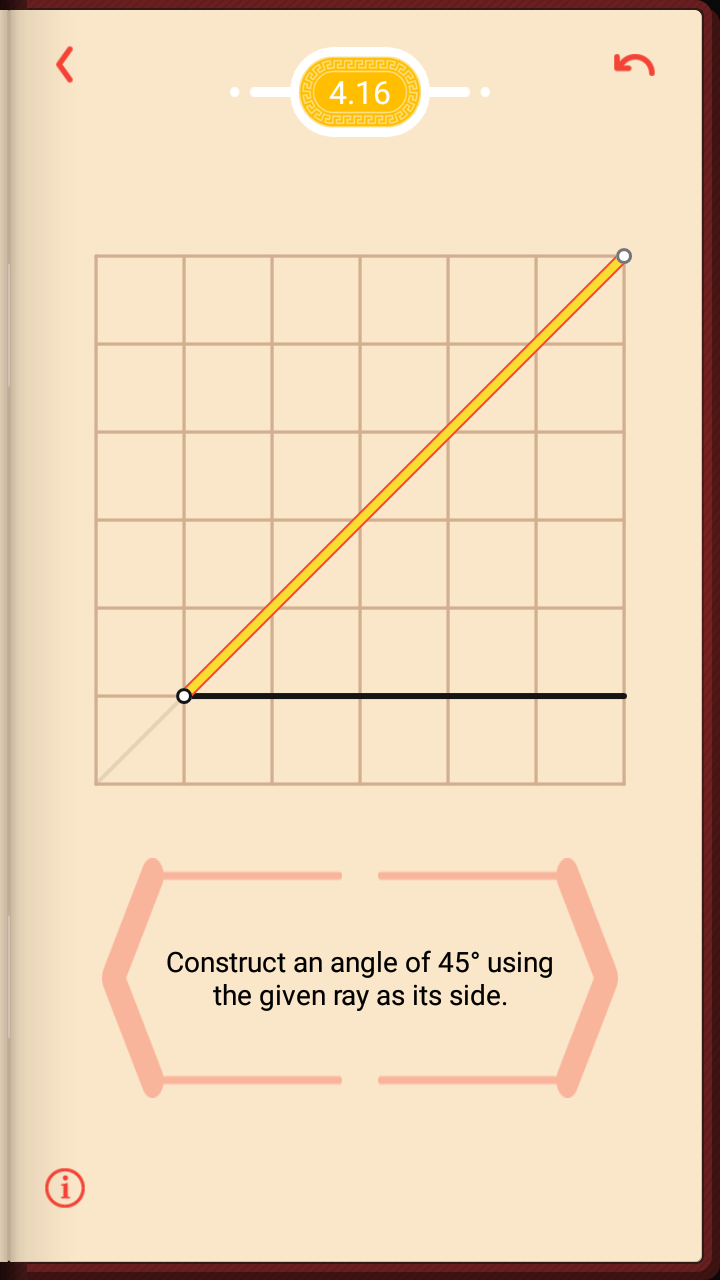 4.16
Construct an angle of 45° using
the given ray as its side.